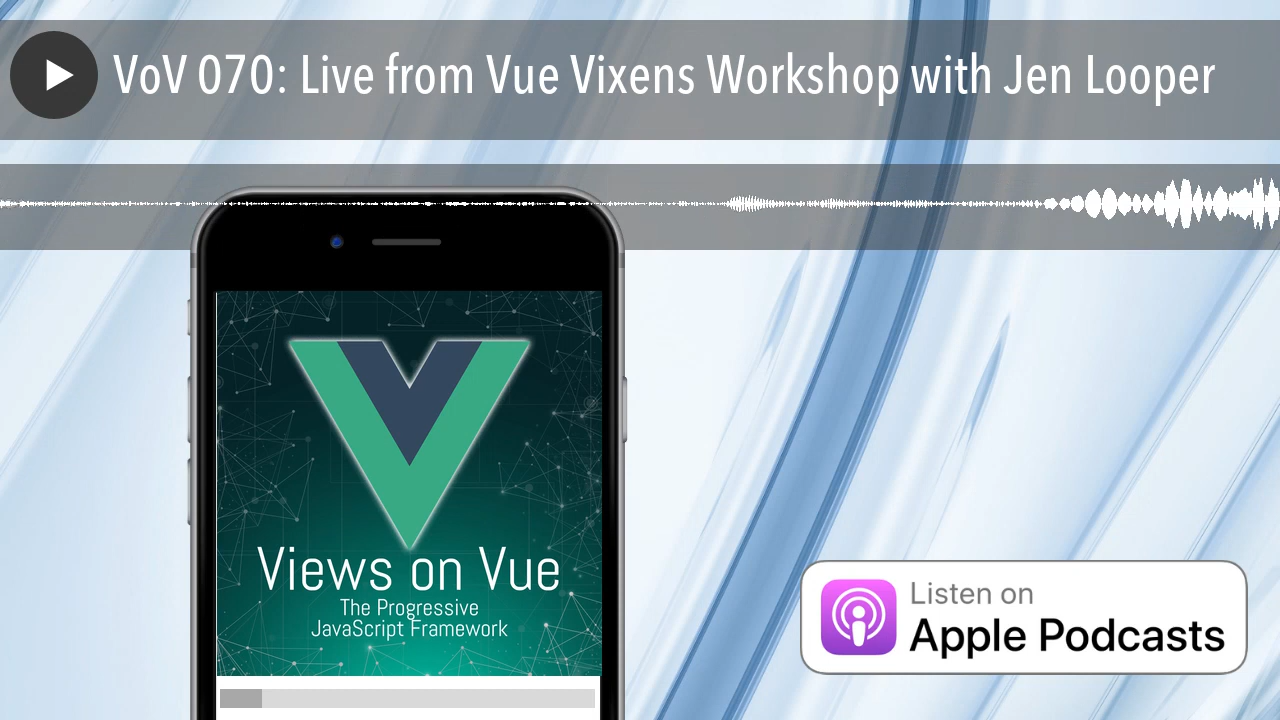 VoV 070: Live from Vue Vixens Workshop with Jen Looper
Views on Vue
The Progressive
JavaScript Framework
Listen on
Apple Podcasts